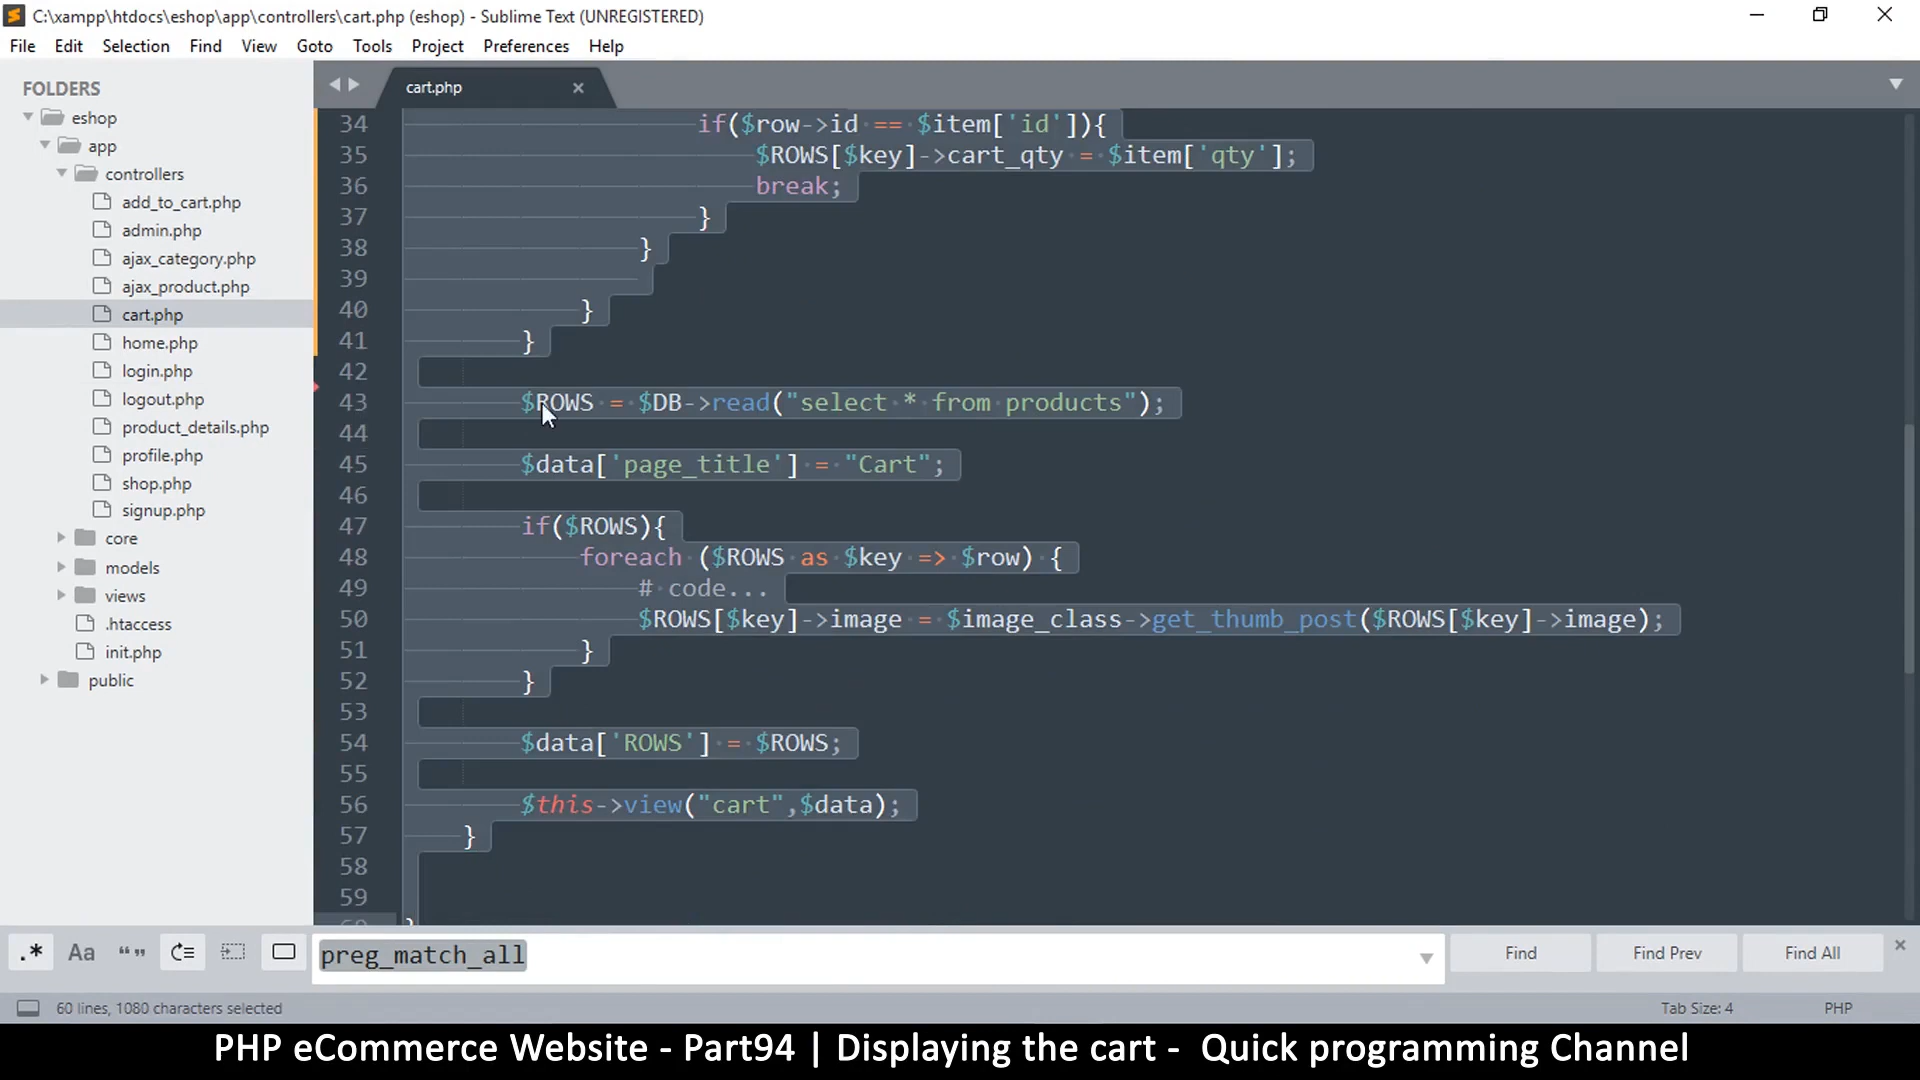 C:\xampp\htdocs\eshop\app\controllers\cart.php (eshop) - Sublime Text (UNREGISTERED)
File Edit Selection Find View Goto Tools Project Preferences Help
FOLDERS
eshop
app
controllers
add_to_cart.php
admin.php
ajax_category.php
ajax_product.php
cart.php
home.php
login.php
logout.php
product_details.php
profile.php
shop.php
signup.php
core
models
views
.htaccess
init.php
public
cart.php
34 if($row->id == $item['id']){
35 $ROWS[$key]->cart_qty = $item['qty'];
36 break;
37 }
38 }
39
40 }
41 }
42
43 $ROWS = $DB->read("select * from products");
44
45 $data['page_title'] = "Cart";
46
47 if($ROWS){
48 foreach ($ROWS as $key => $row) {
49 # code...
50 $ROWS[$key]->image = $image_class->get_thumb_post($ROWS[$key]->image);
51 }
52 }
53
54 $data['ROWS'] = $ROWS;
55
56 $this->view("cart",$data);
57 }
58
59
.* Aa “” preg_match_all Find Find Prev Find All
60 lines, 1080 characters selected Tab Size: 4 PHP
PHP eCommerce Website - Part94 | Displaying the cart - Quick programming Channel